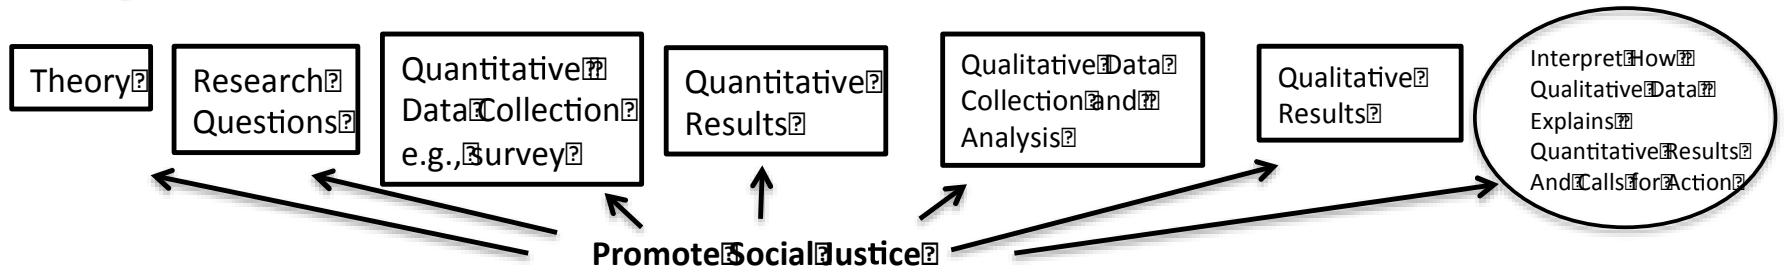 Theory
Research
Questions
Quantitative
Data Collection
e.g., survey
Quantitative
Results
Qualitative Data
Collection and
Analysis
Qualitative
Results
Interpret How
Qualitative Data
Explains
Quantitative Results
And Calls for Action
Promote Social Justice